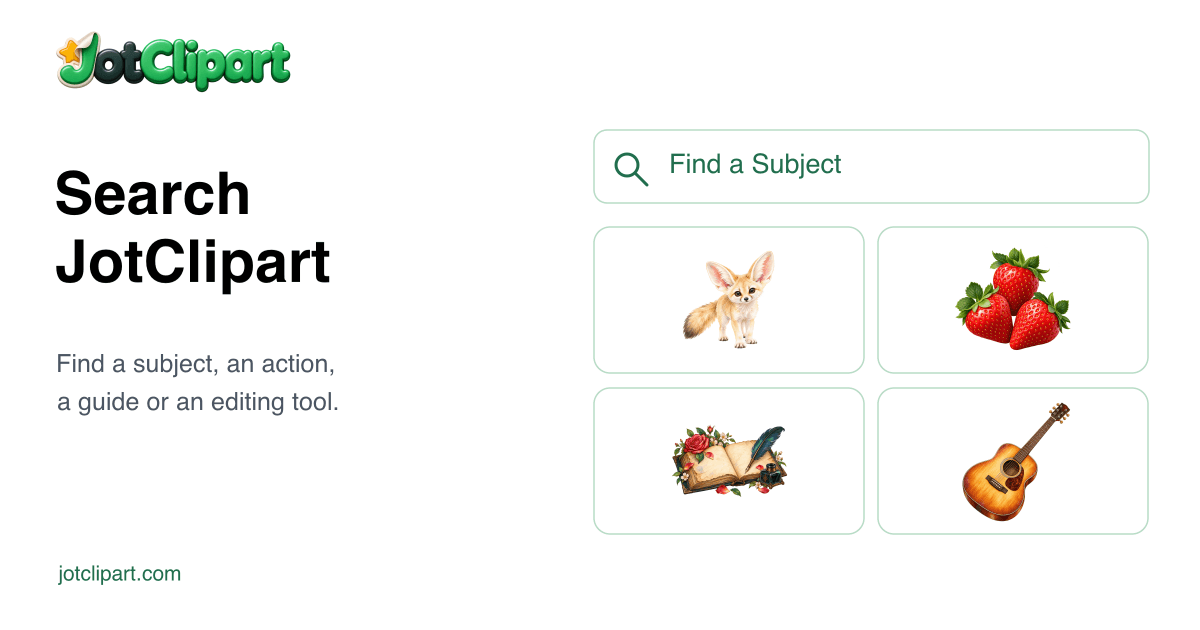 JotClipart
Search
JotClipart
Find a subject, an action,
a guide or an editing tool.
jotclipart.com
Find a Subject